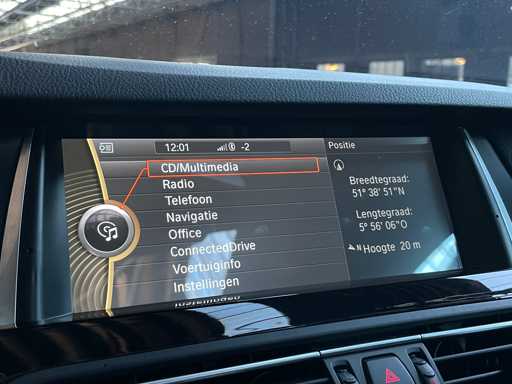 12:01 -2
CD/Multimedia
Radio
Telefoon
Navigatie
Office
ConnectedDrive
Voertuiginfo
Instellingen
Positie
Breedtegraad:
51° 38' 51"N
Lengtegraad:
5° 56' 06"O
N Hoogte 20 m